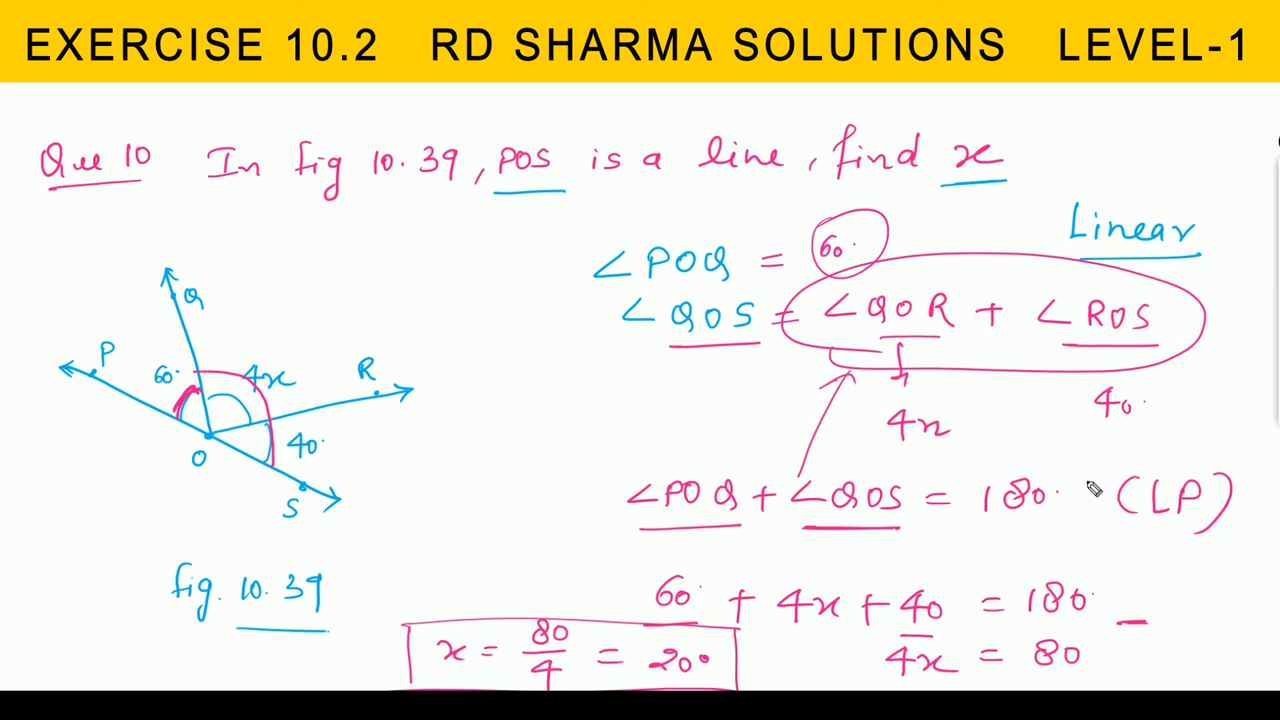 EXERCISE 10.2 RD SHARMA SOLUTIONS LEVEL-1
Que 10 In fig 10.39, POS is a line, find x
Linear
∠POQ = 60°
∠QOS = ∠QOR + ∠ROS
4x
40°
∠POQ + ∠QOS = 180° (LP)
60° + 4x + 40 = 180°
4x = 80
x = 80/4 = 20°
Q
P
60°
4x
R
40°
O
S
fig. 10.39